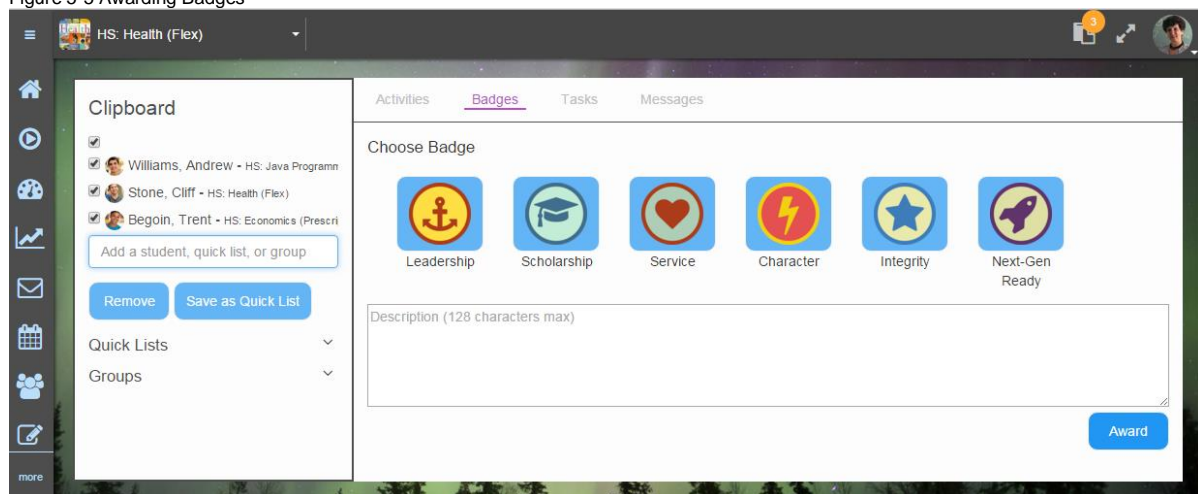 Figure 5-5 Awarding Badges
HS: Health (Flex)
3
Clipboard
Williams, Andrew - HS: Java Programm
Stone, Cliff - HS: Health (Flex)
Begoin, Trent - HS: Economics (Prescri
Add a student, quick list, or group
Remove
Save as Quick List
Quick Lists
Groups
more
Activities
Badges
Tasks
Messages
Choose Badge
Leadership
Scholarship
Service
Character
Integrity
Next-Gen
Ready
Description (128 characters max)
Award